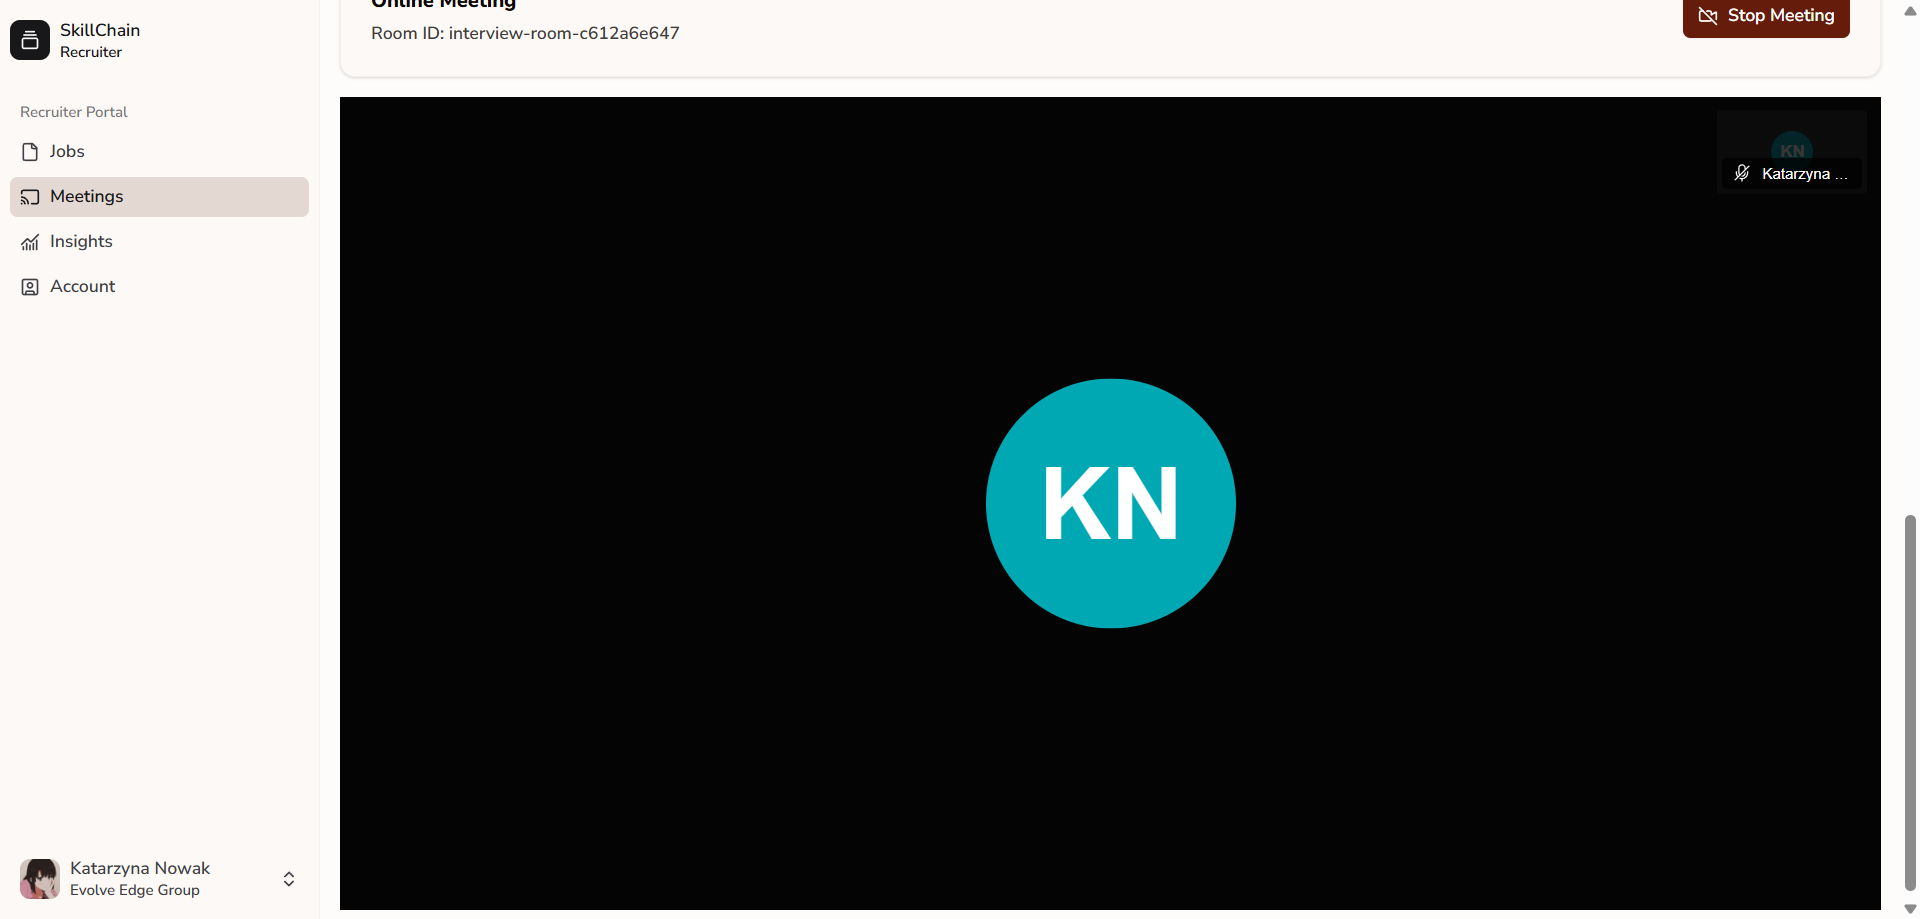 SkillChain
Recruiter
Recruiter Portal
Jobs
Meetings
Insights
Account
Katarzyna Nowak
Evolve Edge Group
Online Meeting
Room ID: interview-room-c612a6e647
Stop Meeting
KN
Katarzyna ...
KN